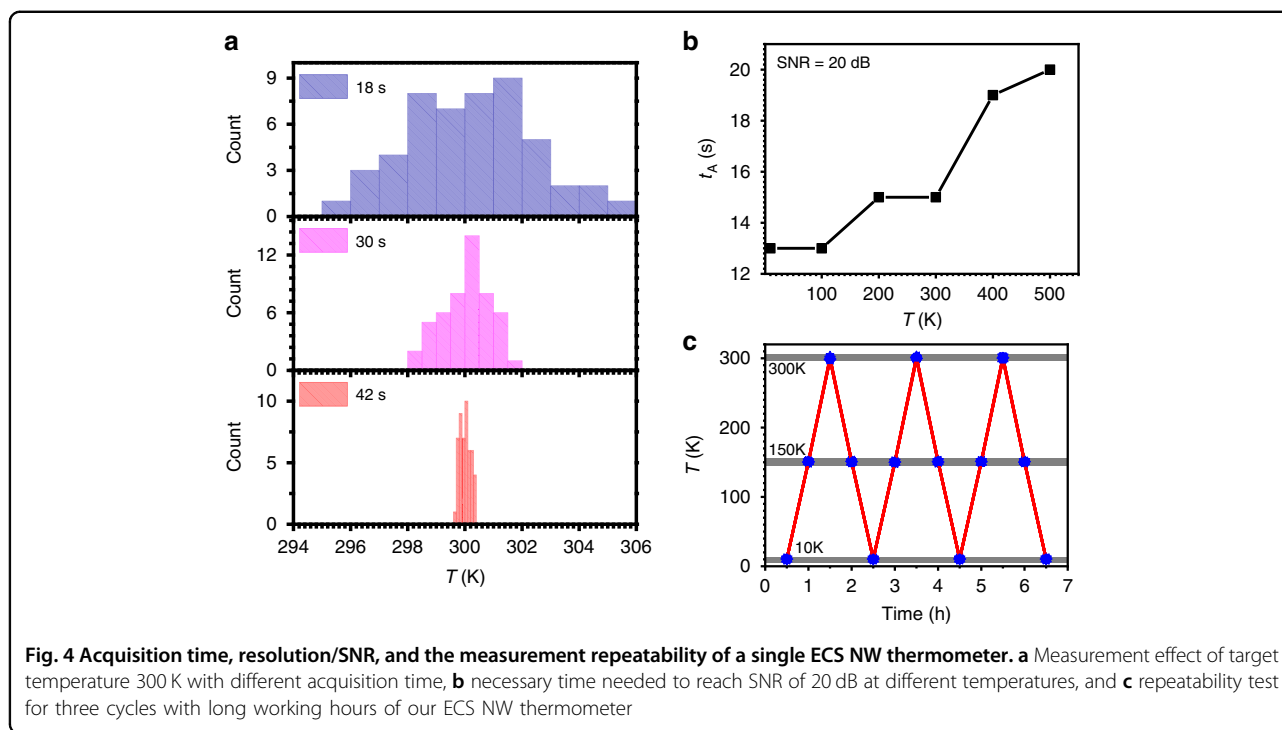 a
9
18 s
6
Count
3
0
30 s
12
Count
6
0
42 s
10
Count
5
0
294 296 298 300 302 304 306
T (K)
b
SNR = 20 dB
20
18
16
14
12
tA (s)
100 200 300 400 500
T (K)
c
300
300K
200
150K
100
10K
0
T (K)
0 1 2 3 4 5 6 7
Time (h)
Fig. 4 Acquisition time, resolution/SNR, and the measurement repeatability of a single ECS NW thermometer. a Measurement effect of target
temperature 300 K with different acquisition time, b necessary time needed to reach SNR of 20 dB at different temperatures, and c repeatability test
for three cycles with long working hours of our ECS NW thermometer